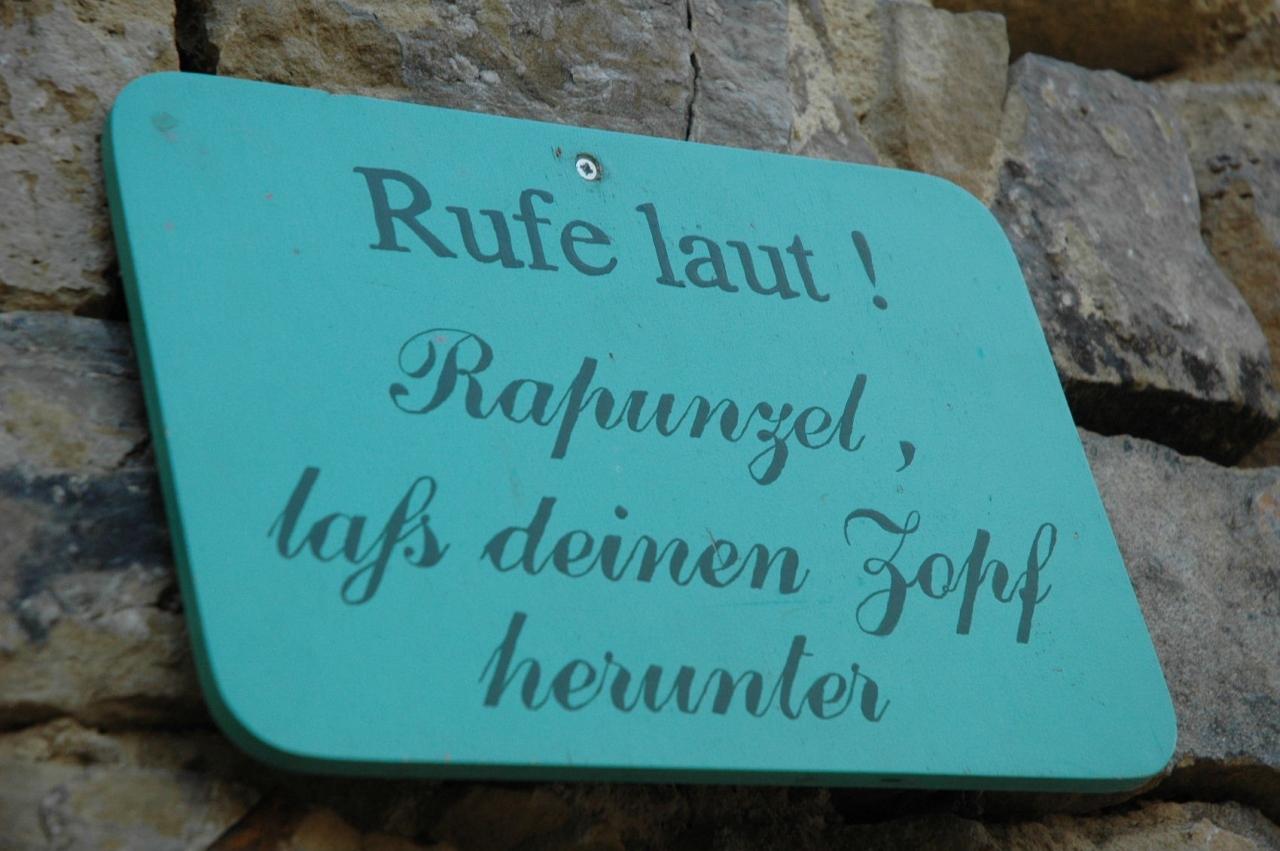 Rufe laut !
Rapunzel ,
laß deinen Zopf
herunter